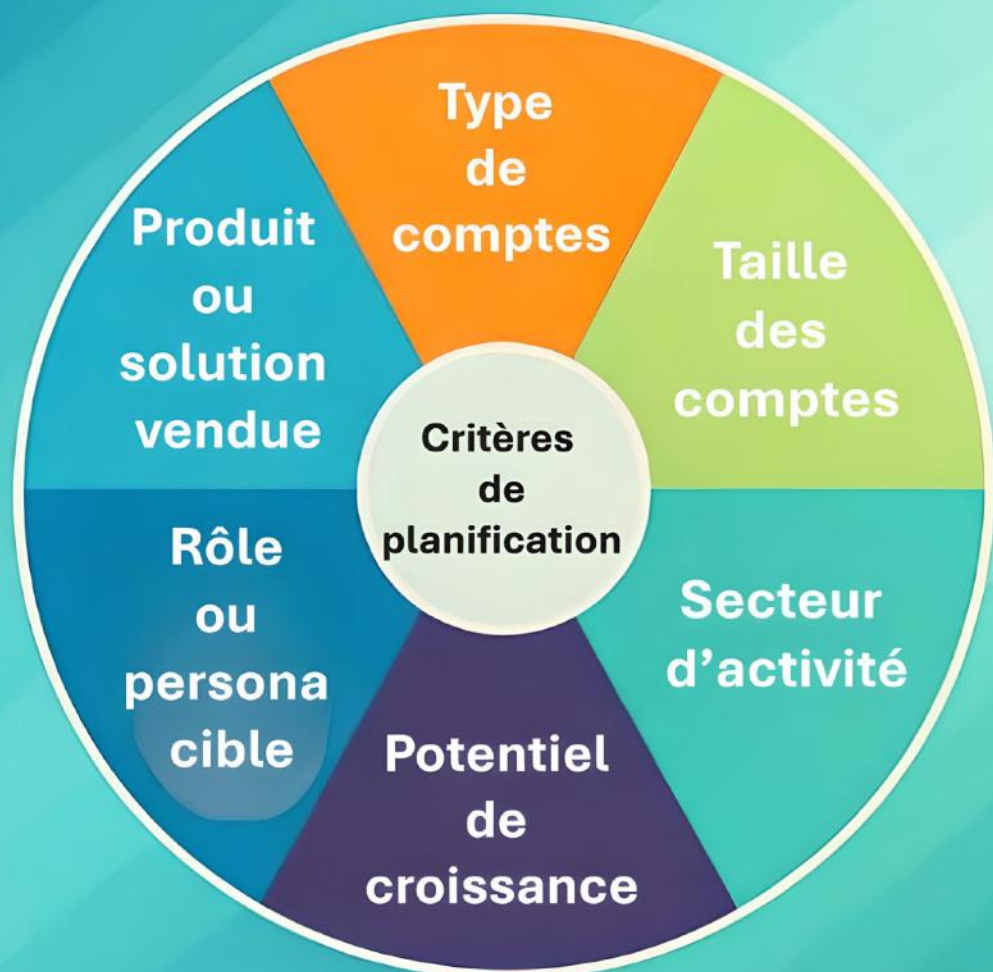 Type
de
comptes
Taille
des
comptes
Secteur
d’activité
Potentiel
de
croissance
Rôle
ou
persona
cible
Produit
ou
solution
vendue
Critères
de
planification